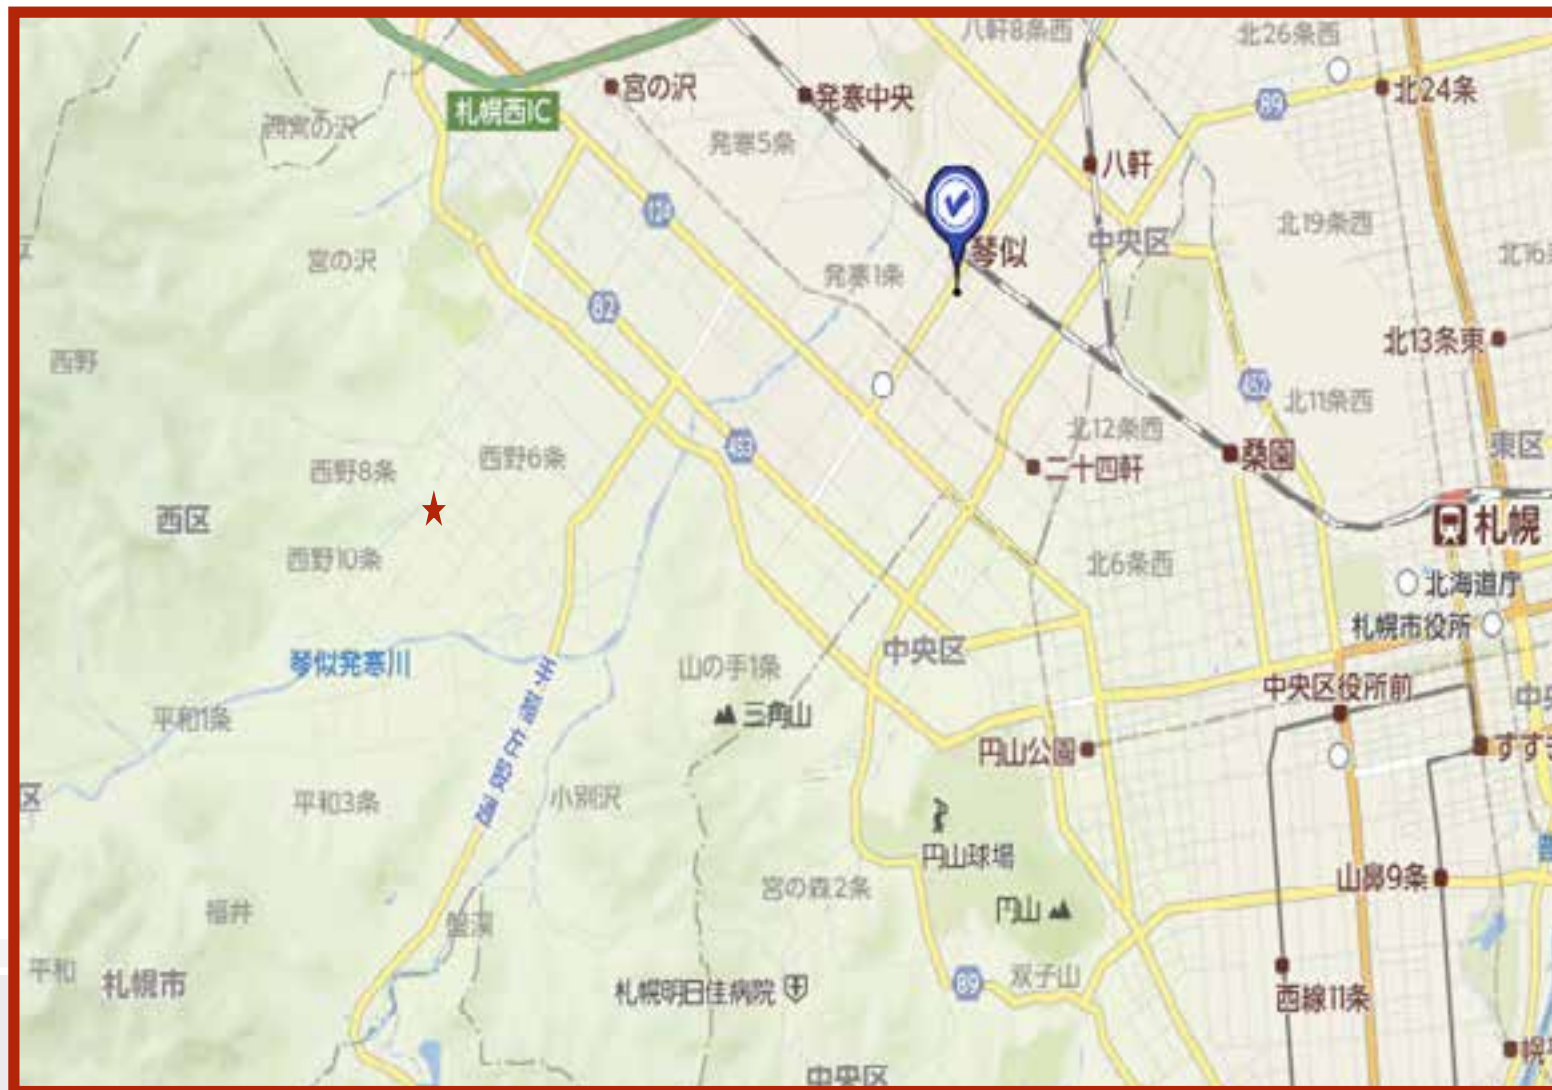 八軒8条西
北26条西
宮の沢
発寒中央
北24条
札幌西IC
89
西宮の沢
発寒5条
八軒
124
北19条西
中央区
琴似
宮の沢
発寒1条
82
北13条東
西野
452
北11条西
北12条西
東区
453
西野6条
西野8条
二十四軒
桑園
西区
札幌
西野10条
北6条西
北海道庁
札幌市役所
中央区
琴似発寒川
山の手1条
中央区役所前
平和1条
三角山
円山公園
区
平和3条
小別沢
円山球場
宮の森2条
山鼻9条
福井
円山
盤渓
平和
札幌市
札幌明日佳病院
89
双子山
西線11条
中央区